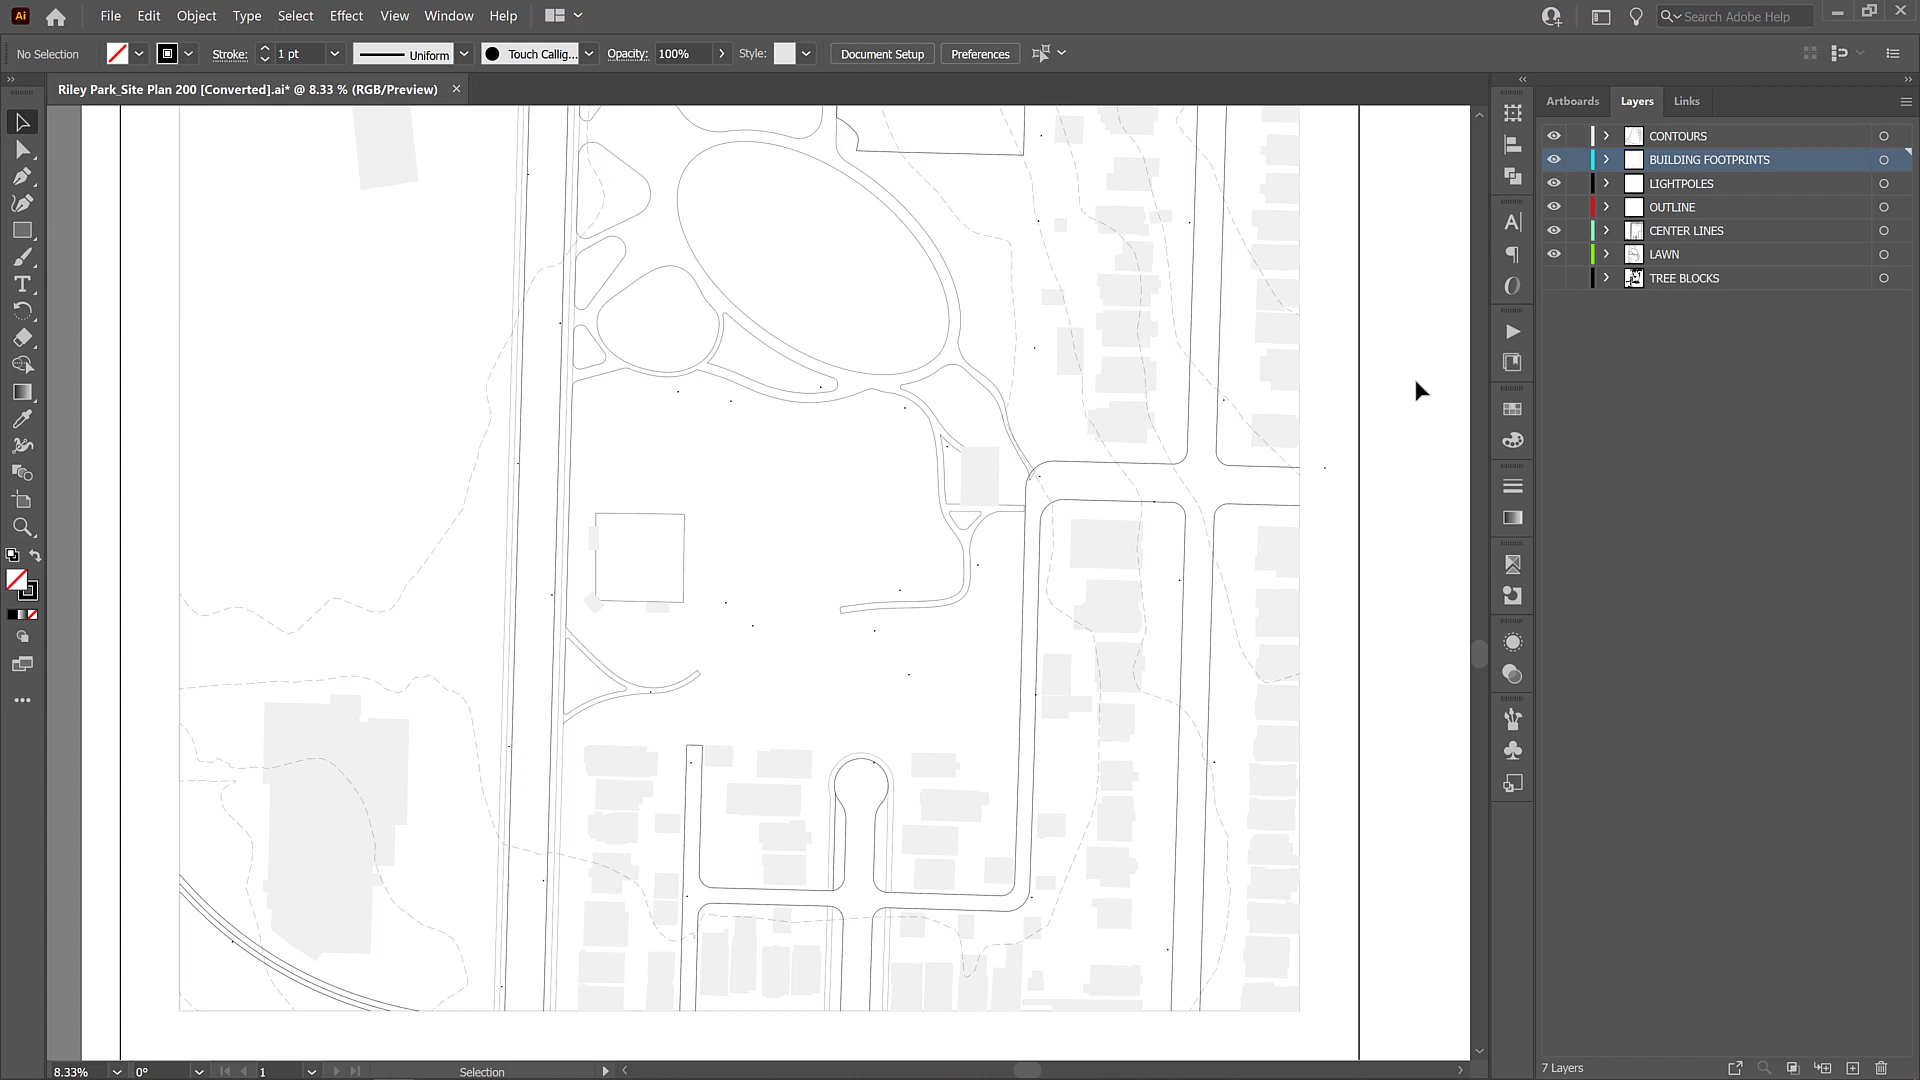 Ai File Edit Object Type Select Effect View Window Help Search Adobe Help
No Selection Stroke: 1 pt Uniform Touch Callig... Opacity: 100% Style: Document Setup Preferences
Riley Park_Site Plan 200 [Converted].ai* @ 8.33 % (RGB/Preview)
Artboards Layers Links
CONTOURS
BUILDING FOOTPRINTS
LIGHTPOLES
OUTLINE
CENTER LINES
LAWN
TREE BLOCKS
8.33% 0° 1 Selection
7 Layers